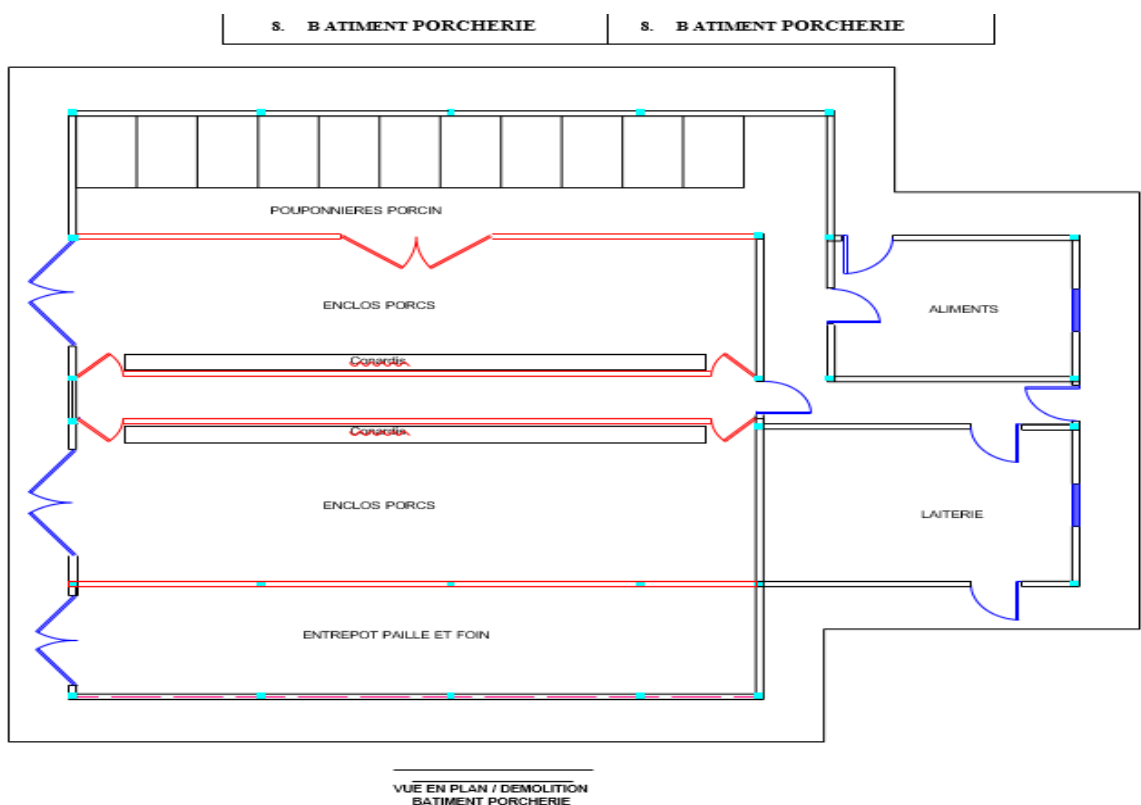 8. B ATIMENT PORCHERIE
8. B ATIMENT PORCHERIE
POUPONNIERES PORCIN
ENCLOS PORCS
ALIMENTS
Conardis
Conardis
ENCLOS PORCS
LAITERIE
ENTREPOT PAILLE ET FOIN
VUE EN PLAN / DEMOLITION
BATIMENT PORCHERIE